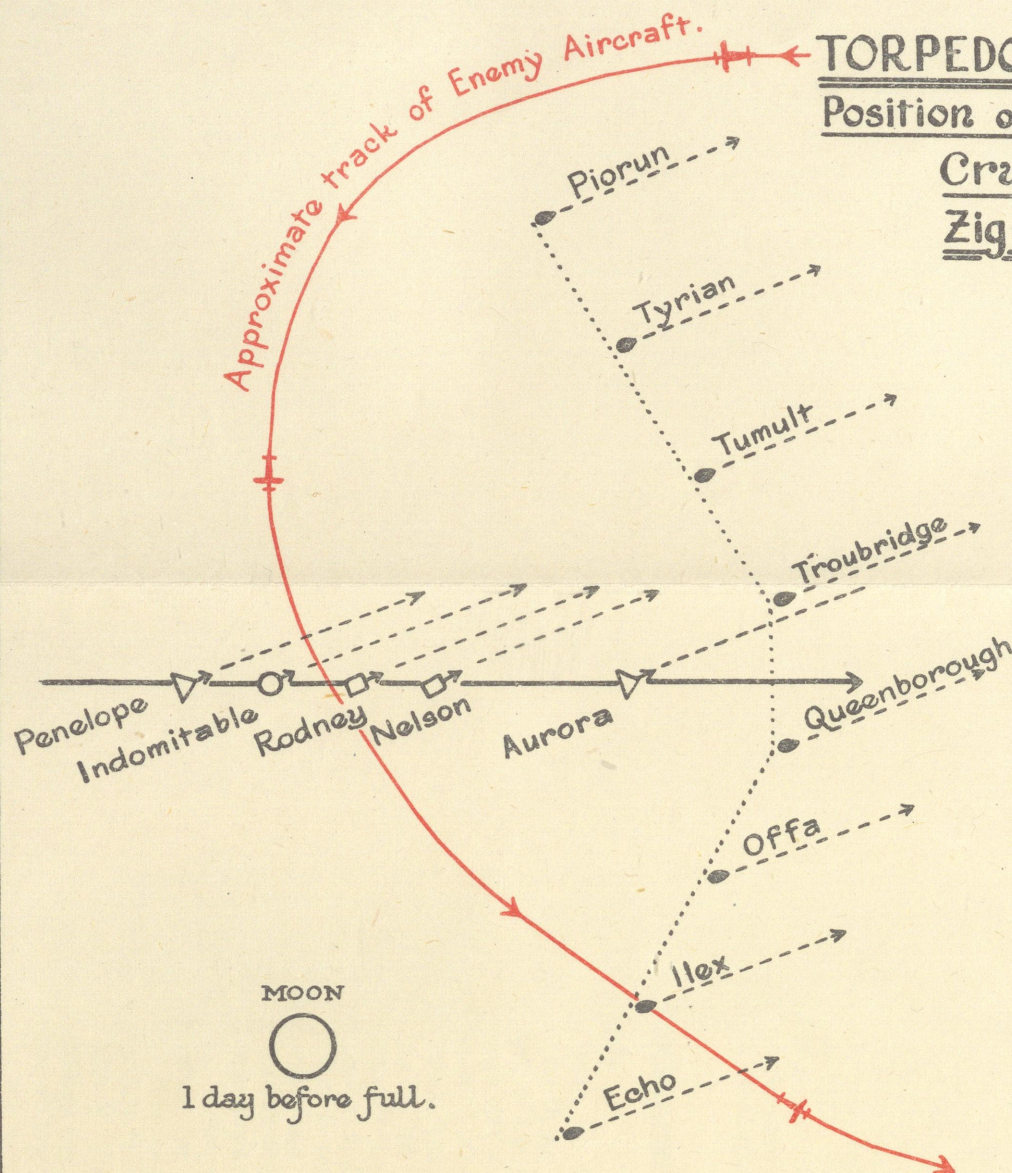 Approximate track of Enemy Aircraft.
TORPEDO
Position o
Cru
Zig
Piorun
Tyrian
Tumult
Troubridge
Queenborough
Penelope
Indomitable
Rodney
Nelson
Aurora
Offa
Ilex
MOON
1 day before full.
Echo